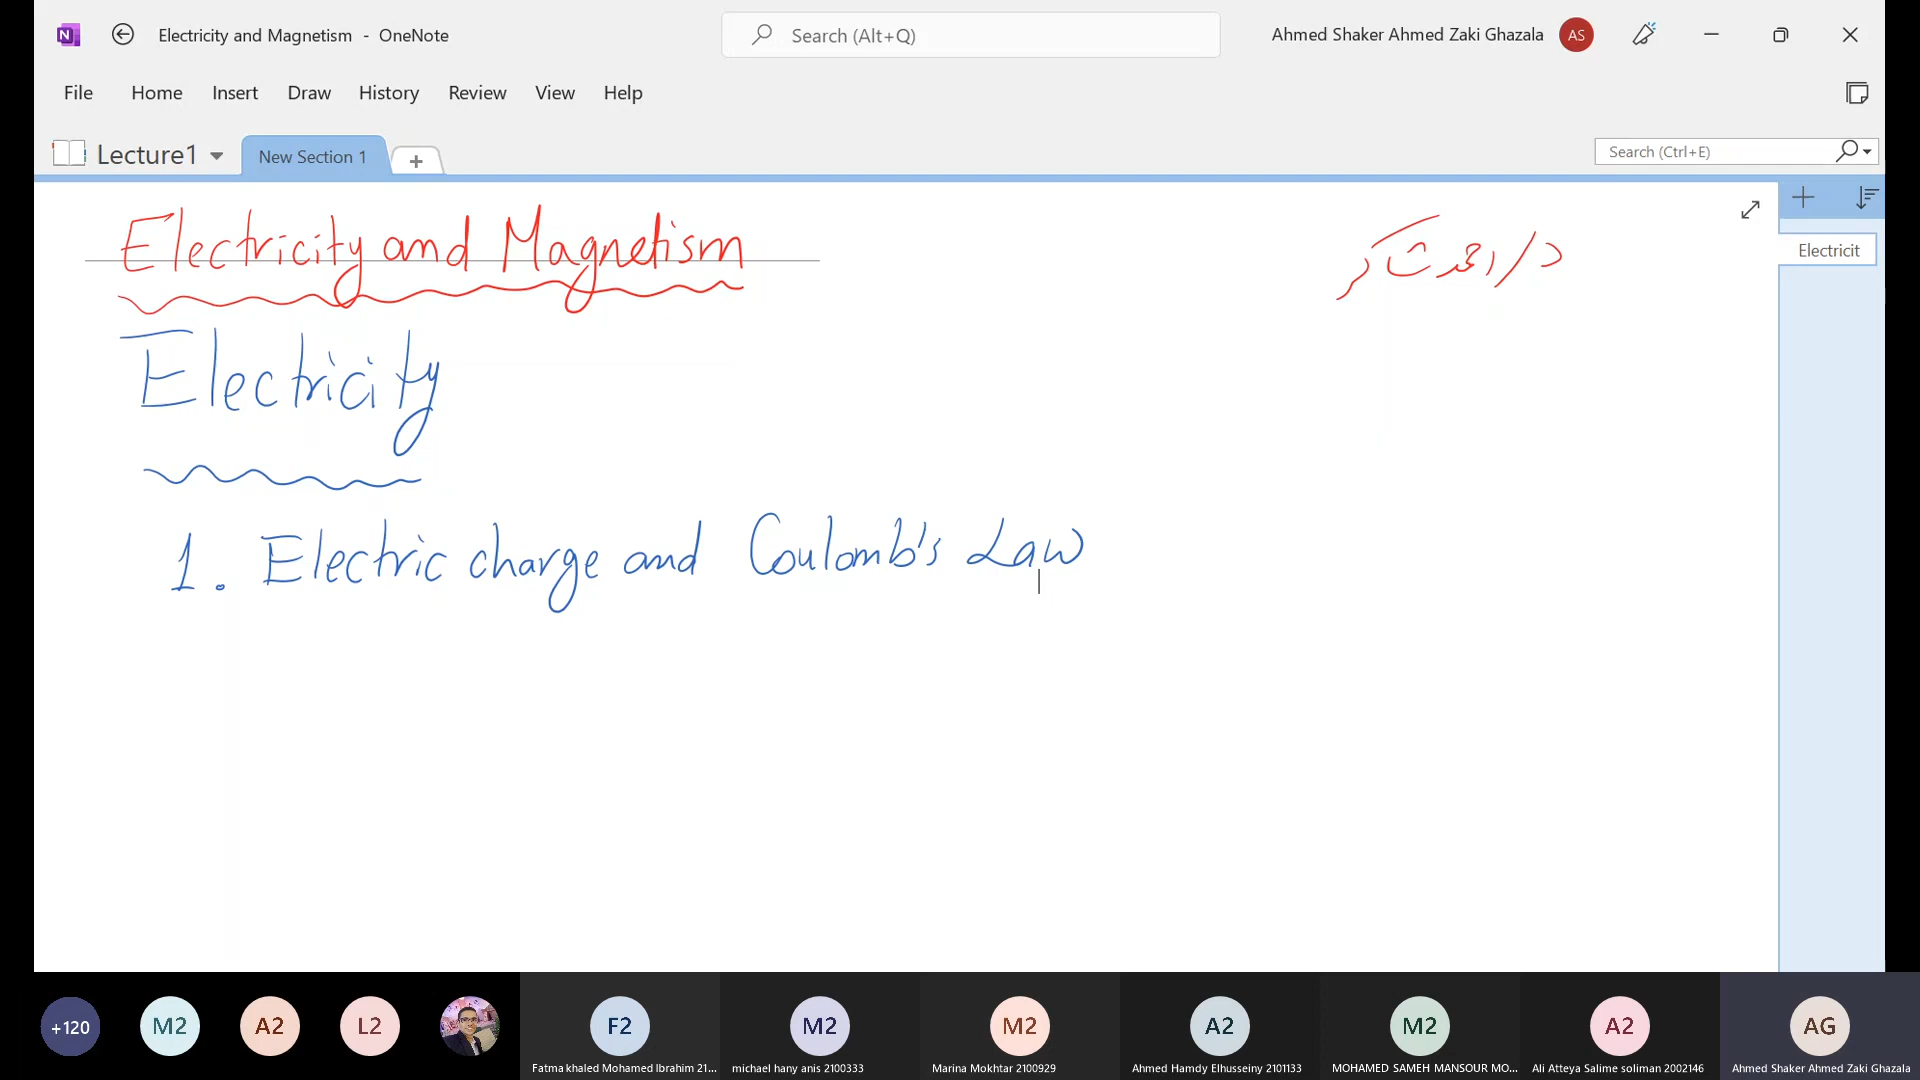 Electricity and Magnetism - OneNote
Search (Alt+Q)
Ahmed Shaker Ahmed Zaki Ghazala AS
File Home Insert Draw History Review View Help
Lecture1 New Section 1 +
Search (Ctrl+E)
Electricity and Magnetism
د/ احمد شاكر
Electricit
Electricity
1. Electric charge and Coulomb's Law
+120 M2 A2 L2 F2 M2 M2 A2 M2 A2 AG
Fatma khaled Mohamed Ibrahim 21... michael hany anis 2100333 Marina Mokhtar 2100929 Ahmed Hamdy Elhusseiny 2101133 MOHAMED SAMEH MANSOUR MO... Ali Atteya Salime soliman 2002146 Ahmed Shaker Ahmed Zaki Ghazala